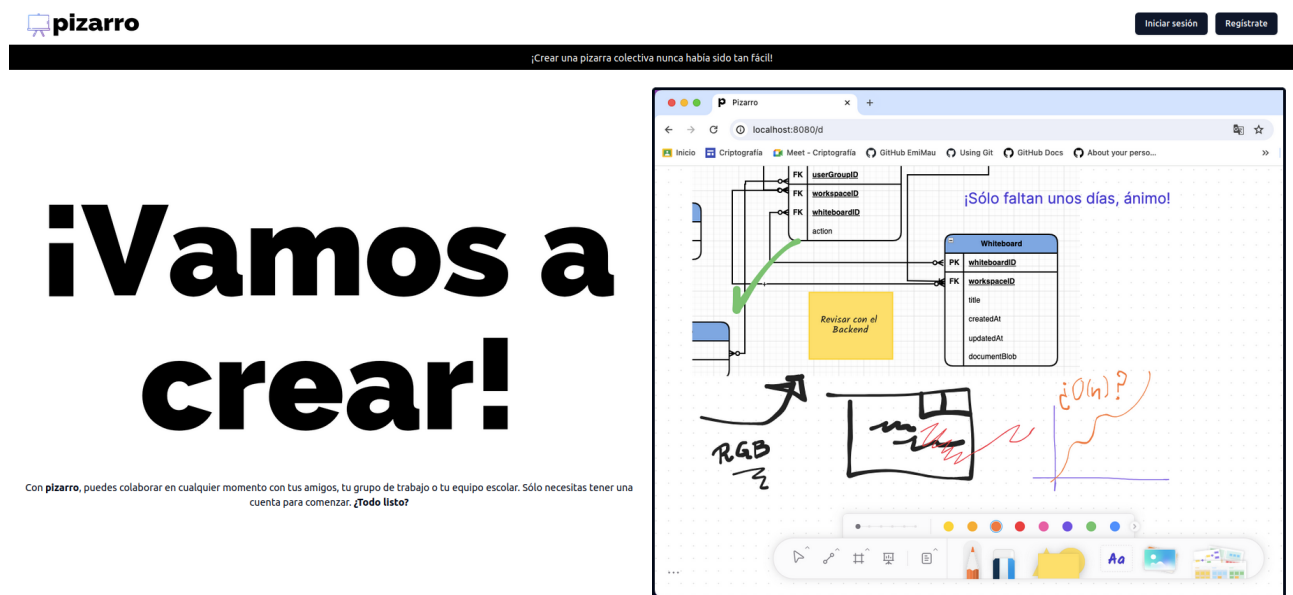 pizarro
Iniciar sesión
Regístrate
¡Crear una pizarra colectiva nunca había sido tan fácil!
¡Vamos a
crear!
Con pizarro, puedes colaborar en cualquier momento con tus amigos, tu grupo de trabajo o tu equipo escolar. Sólo necesitas tener una
cuenta para comenzar. ¿Todo listo?
p Pizarro
localhost:8080/d
Inicio
Criptografía
Meet - Criptografía
GitHub EmiMau
Using Git
GitHub Docs
About your perso...
FK userGroupID
FK workspaceID
FK whiteboardID
action
¡Sólo faltan unos días, ánimo!
Whiteboard
PK whiteboardID
FK workspaceID
title
createdAt
updatedAt
documentBlob
Revisar con el
Backend
RGB
¿O(n)?
Aa